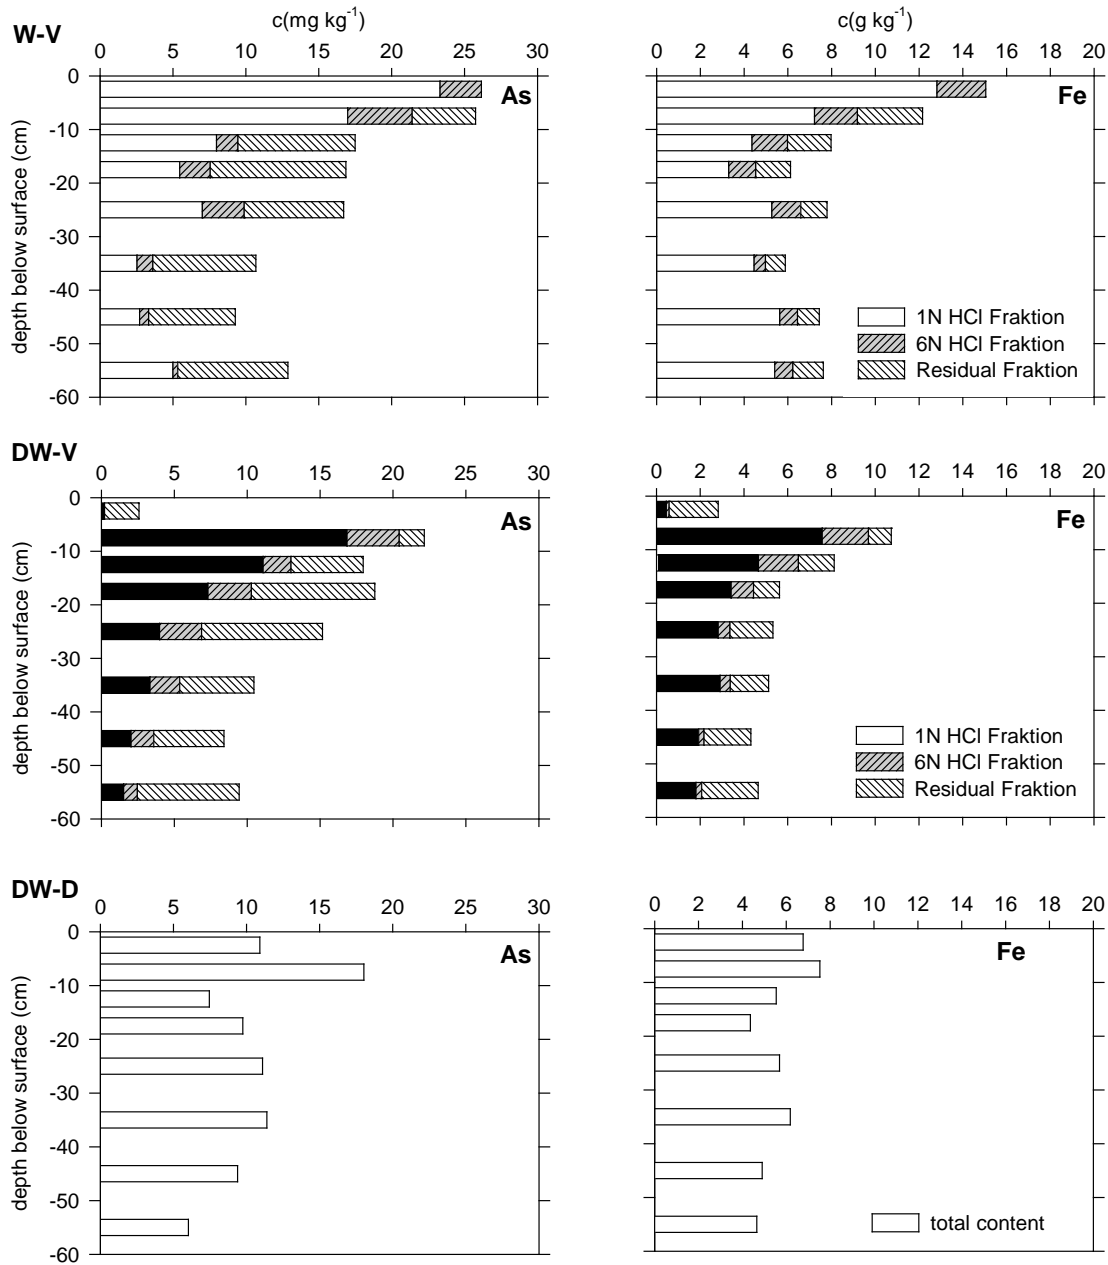 c(mg kg⁻¹)
c(g kg⁻¹)
W-V
0 5 10 15 20 25 30
0 2 4 6 8 10 12 14 16 18 20
0
-10
-20
-30
-40
-50
-60
depth below surface (cm)
As
Fe
1N HCl Fraktion
6N HCl Fraktion
Residual Fraktion
DW-V
0 5 10 15 20 25 30
0 2 4 6 8 10 12 14 16 18 20
0
-10
-20
-30
-40
-50
-60
depth below surface (cm)
As
Fe
1N HCl Fraktion
6N HCl Fraktion
Residual Fraktion
DW-D
0 5 10 15 20 25 30
0 2 4 6 8 10 12 14 16 18 20
0
-10
-20
-30
-40
-50
-60
depth below surface (cm)
As
Fe
total content